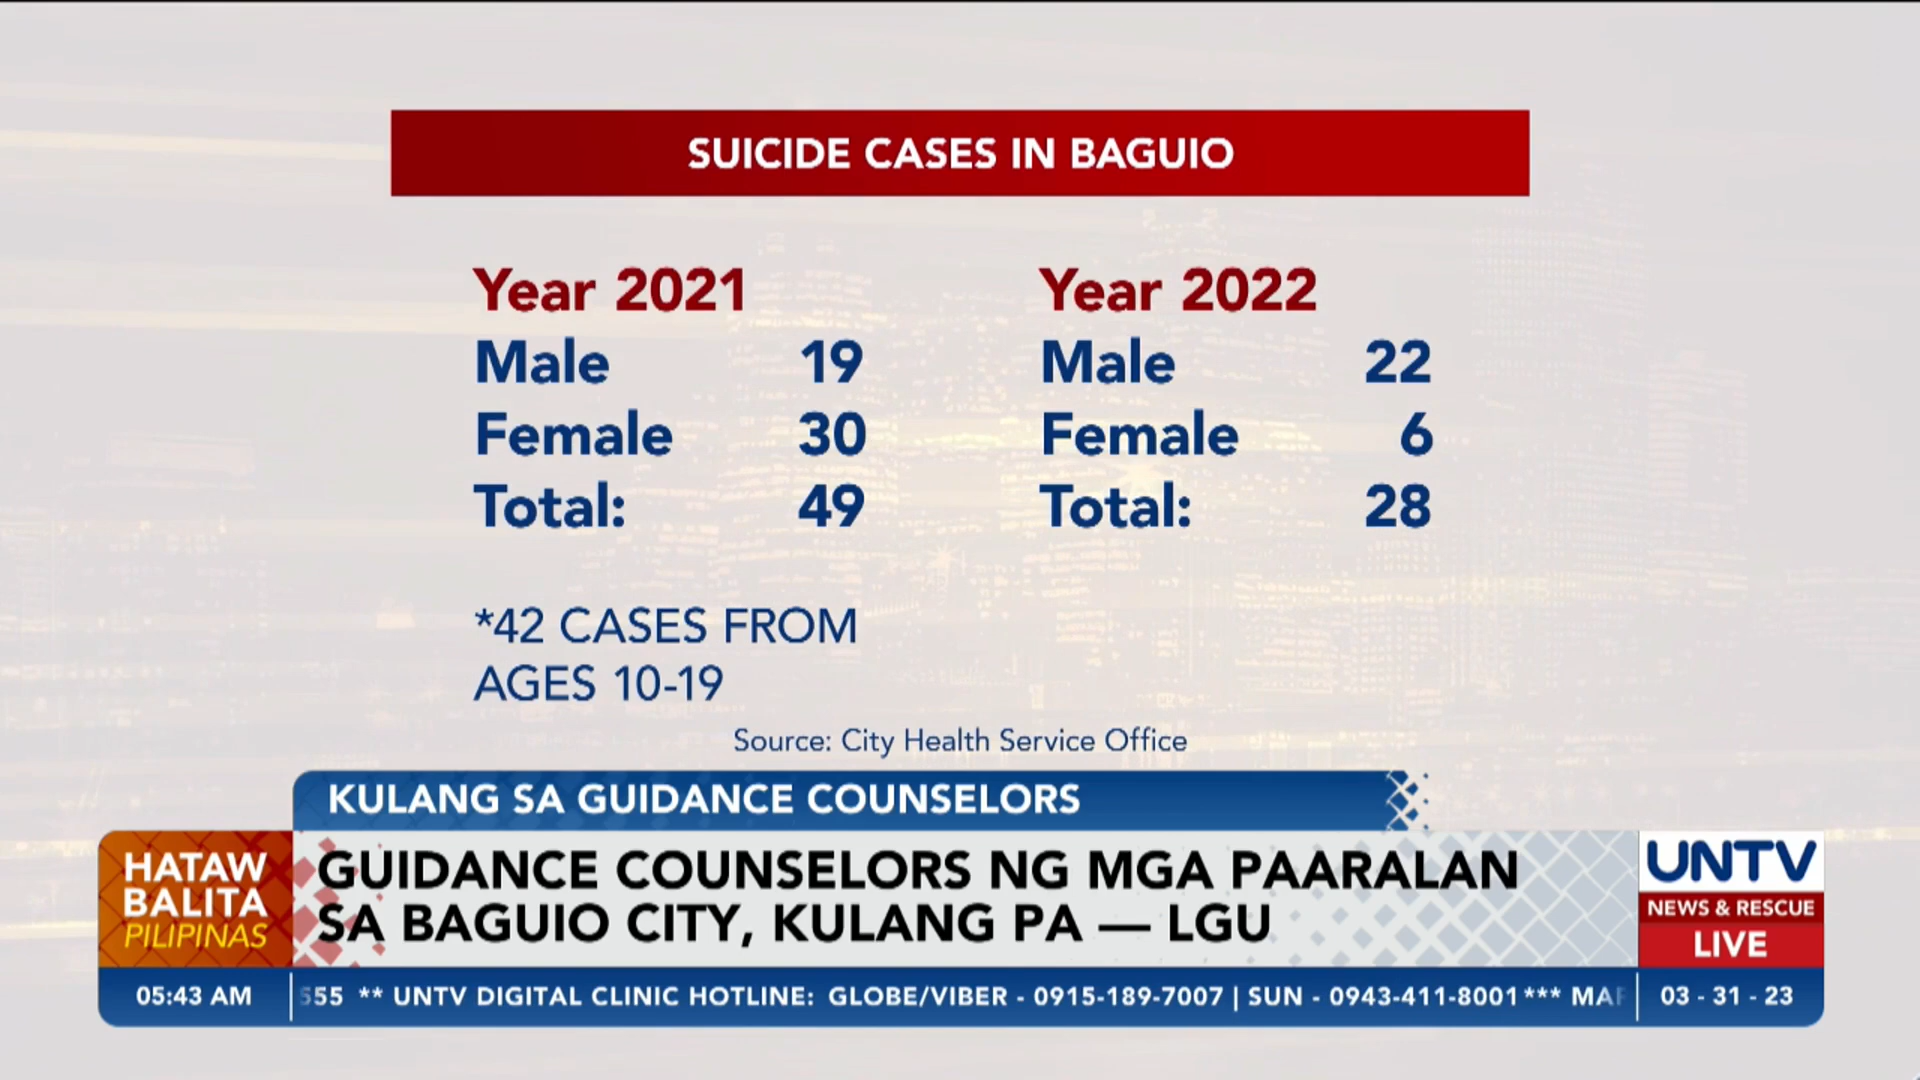 SUICIDE CASES IN BAGUIO
Year 2021
Male 19
Female 30
Total: 49
*42 CASES FROM
AGES 10-19
Year 2022
Male 22
Female 6
Total: 28
Source: City Health Service Office
KULANG SA GUIDANCE COUNSELORS
HATAW
BALITA
PILIPINAS
GUIDANCE COUNSELORS NG MGA PAARALAN
SA BAGUIO CITY, KULANG PA — LGU
UNTV
NEWS & RESCUE
LIVE
05:43 AM
555 ** UNTV DIGITAL CLINIC HOTLINE: GLOBE/VIBER - 0915-189-7007 | SUN - 0943-411-8001 ***
03 - 31 - 23